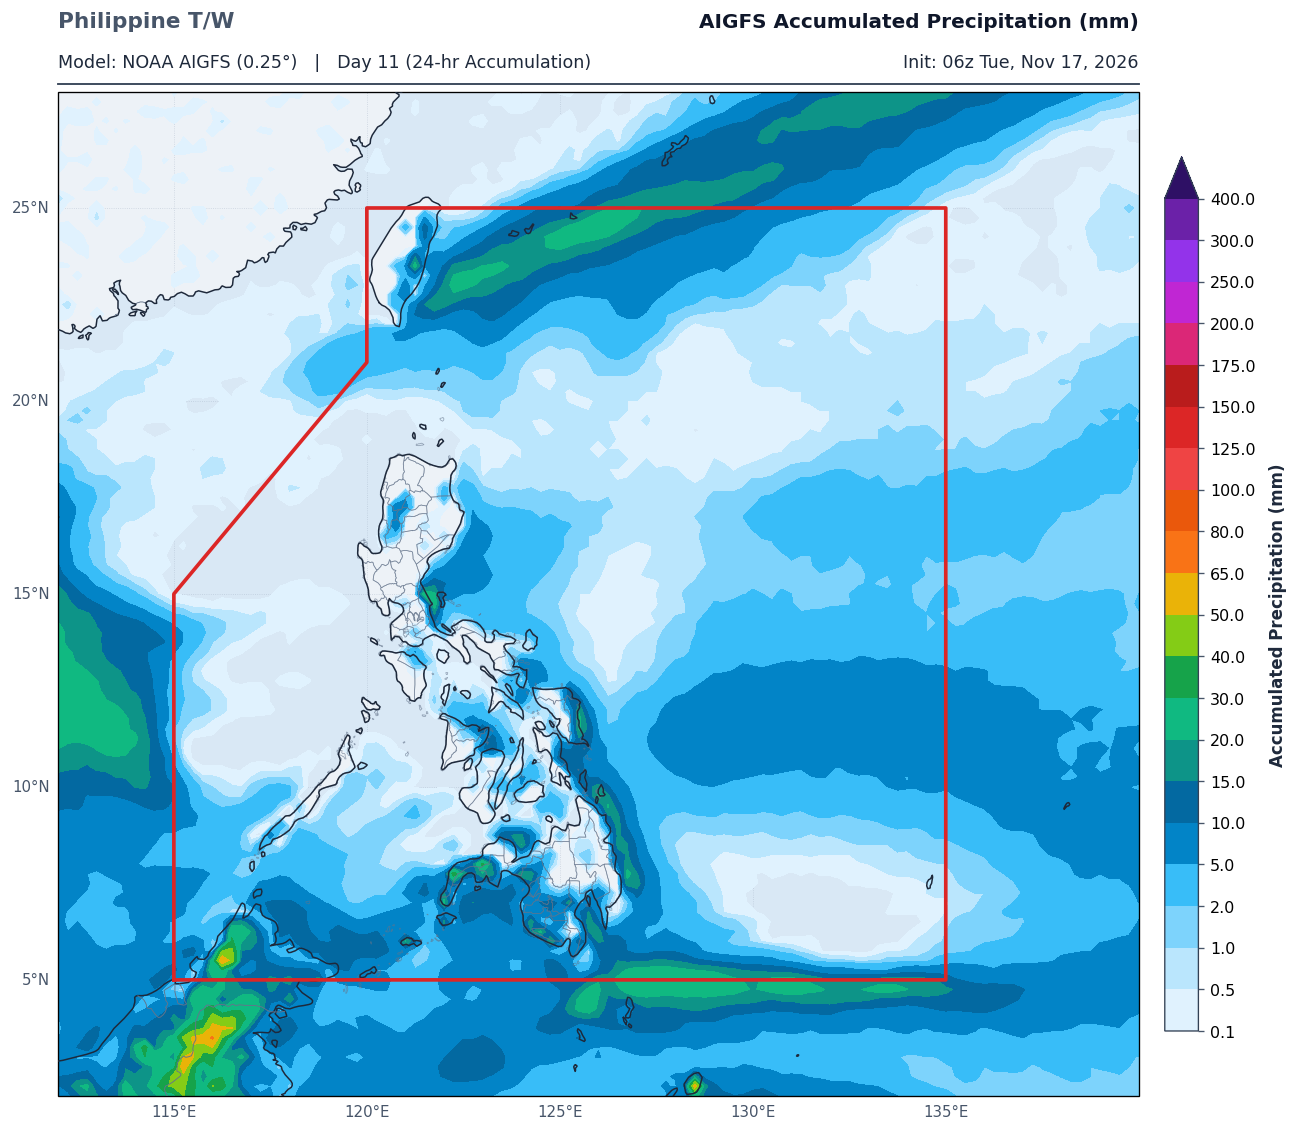 Philippine T/W
AIGFS Accumulated Precipitation (mm)
Model: NOAA AIGFS (0.25°) | Day 11 (24-hr Accumulation)
Init: 06z Tue, Nov 17, 2026
25°N
20°N
15°N
10°N
5°N
115°E
120°E
125°E
130°E
135°E
400.0
300.0
250.0
200.0
175.0
150.0
125.0
100.0
80.0
65.0
50.0
40.0
30.0
20.0
15.0
10.0
5.0
2.0
1.0
0.5
0.1
Accumulated Precipitation (mm)